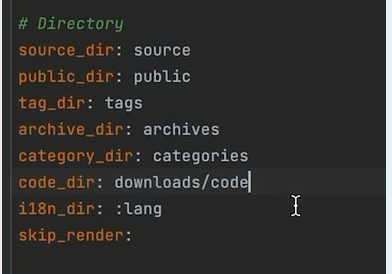 # Directory
source_dir: source
public_dir: public
tag_dir: tags
archive_dir: archives
category_dir: categories
code_dir: downloads/code
i18n_dir: :lang
skip_render: